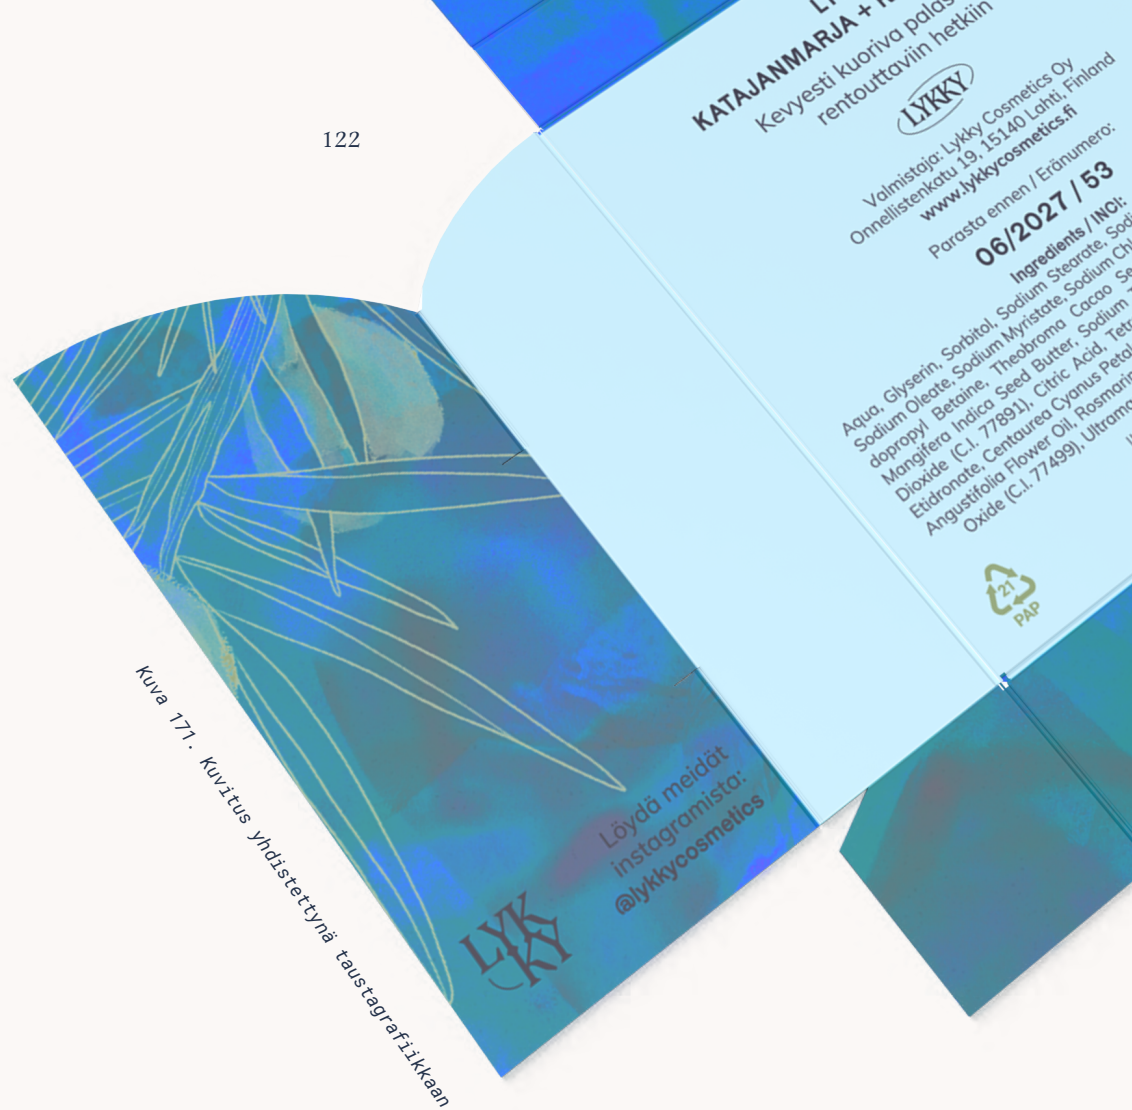 122
KATAJANMARJA +
Kevyesti kuoriva
rentouttaviin hetkiin
LYKKY
Valmistaja: Lykky Cosmetics Oy
Onnellistenkatu 19, 15140 Lahti, Finland
www.lykkycosmetics.fi
Parasta ennen / Eränumero:
06/2027 / 53
Ingredients / INCI:
Aqua, Glyserin, Sorbitol, Sodium Stearate,
Sodium Oleate, Sodium Myristate, Sodium
dopropyl Betaine, Theobroma Cacao
Mangifera Indica Seed Butter, Sodium
Dioxide (C.I. 77891), Citric Acid,
Etidronate, Centaurea Cyanus
Angustifolia Flower Oil,
Oxide (C.I. 77499),
21
PAP
Löydä meidät
instagramista:
@lykkycosmetics
LYK
KY
Kuva 171. Kuvitus yhdistettynä taustagrafiikkaan